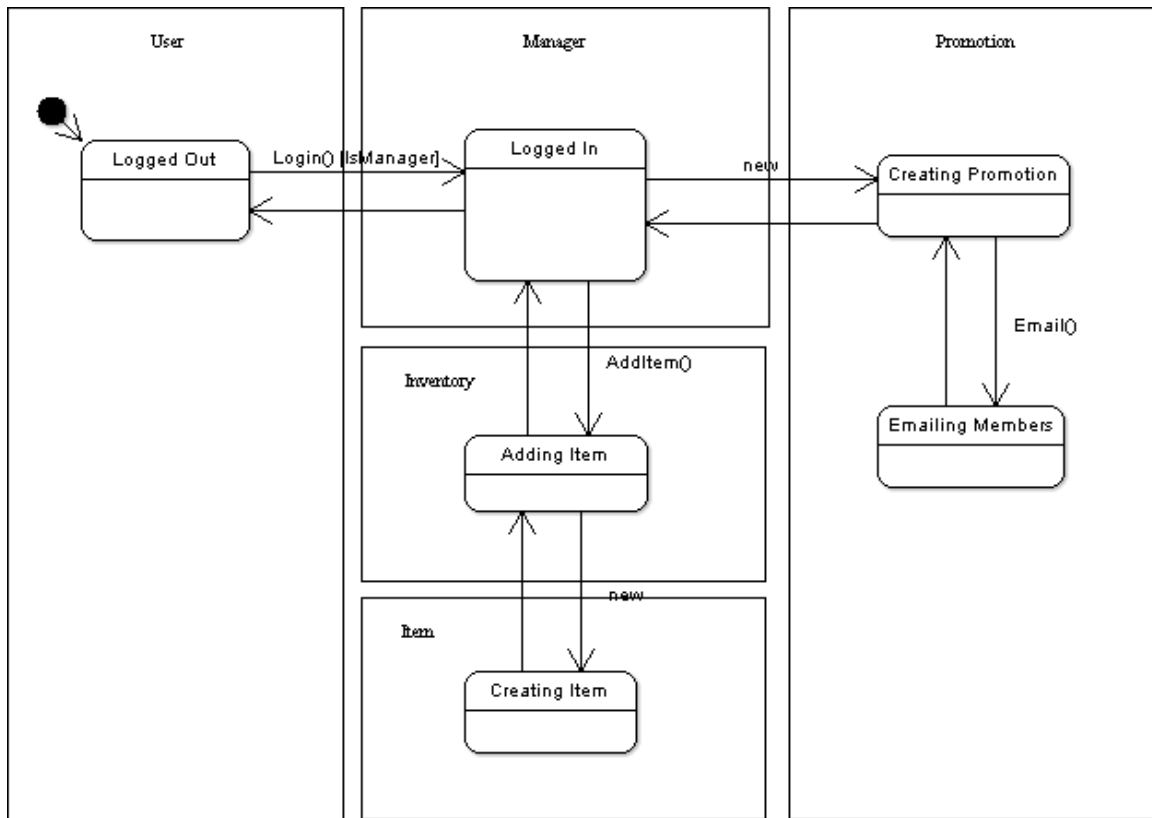 User
Manager
Promotion
Logged Out
Login() [IsManager]
Logged In
new
Creating Promotion
Email()
AddItem()
Inventory
Emailing Members
Adding Item
new
Item
Creating Item